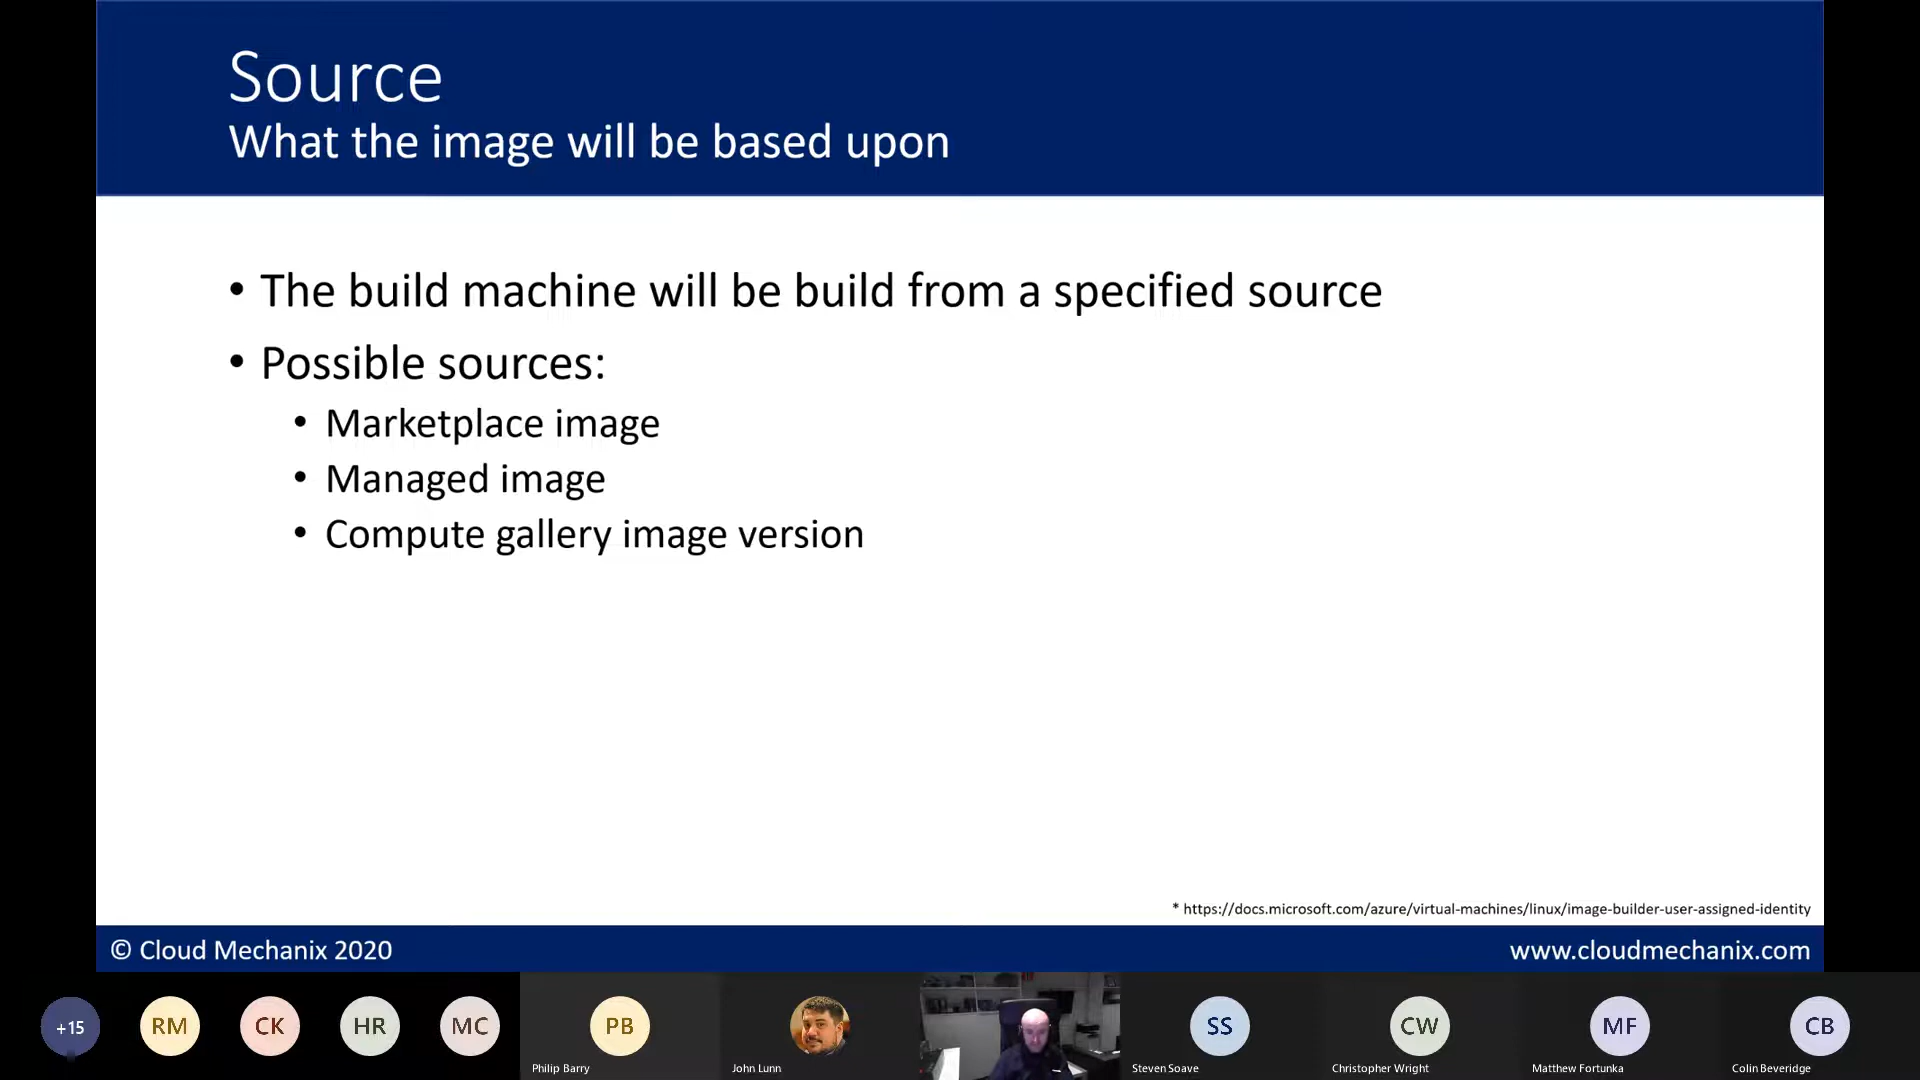 Source
What the image will be based upon
• The build machine will be build from a specified source
• Possible sources:
• Marketplace image
• Managed image
• Compute gallery image version
* https://docs.microsoft.com/azure/virtual-machines/linux/image-builder-user-assigned-identity
© Cloud Mechanix 2020
www.cloudmechanix.com
+15
RM
CK
HR
MC
PB
SS
CW
MF
CB
Philip Barry
John Lunn
Steven Soave
Christopher Wright
Matthew Fortunka
Colin Beveridge